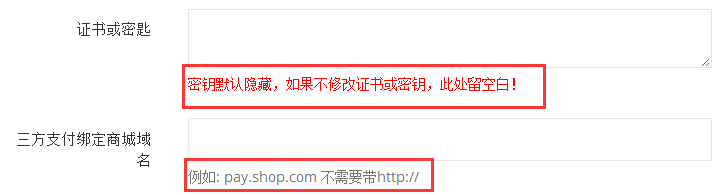 证书或密匙
密钥默认隐藏，如果不修改证书或密钥，此处留空白！
三方支付绑定商城域
名
例如: pay.shop.com 不需要带http://